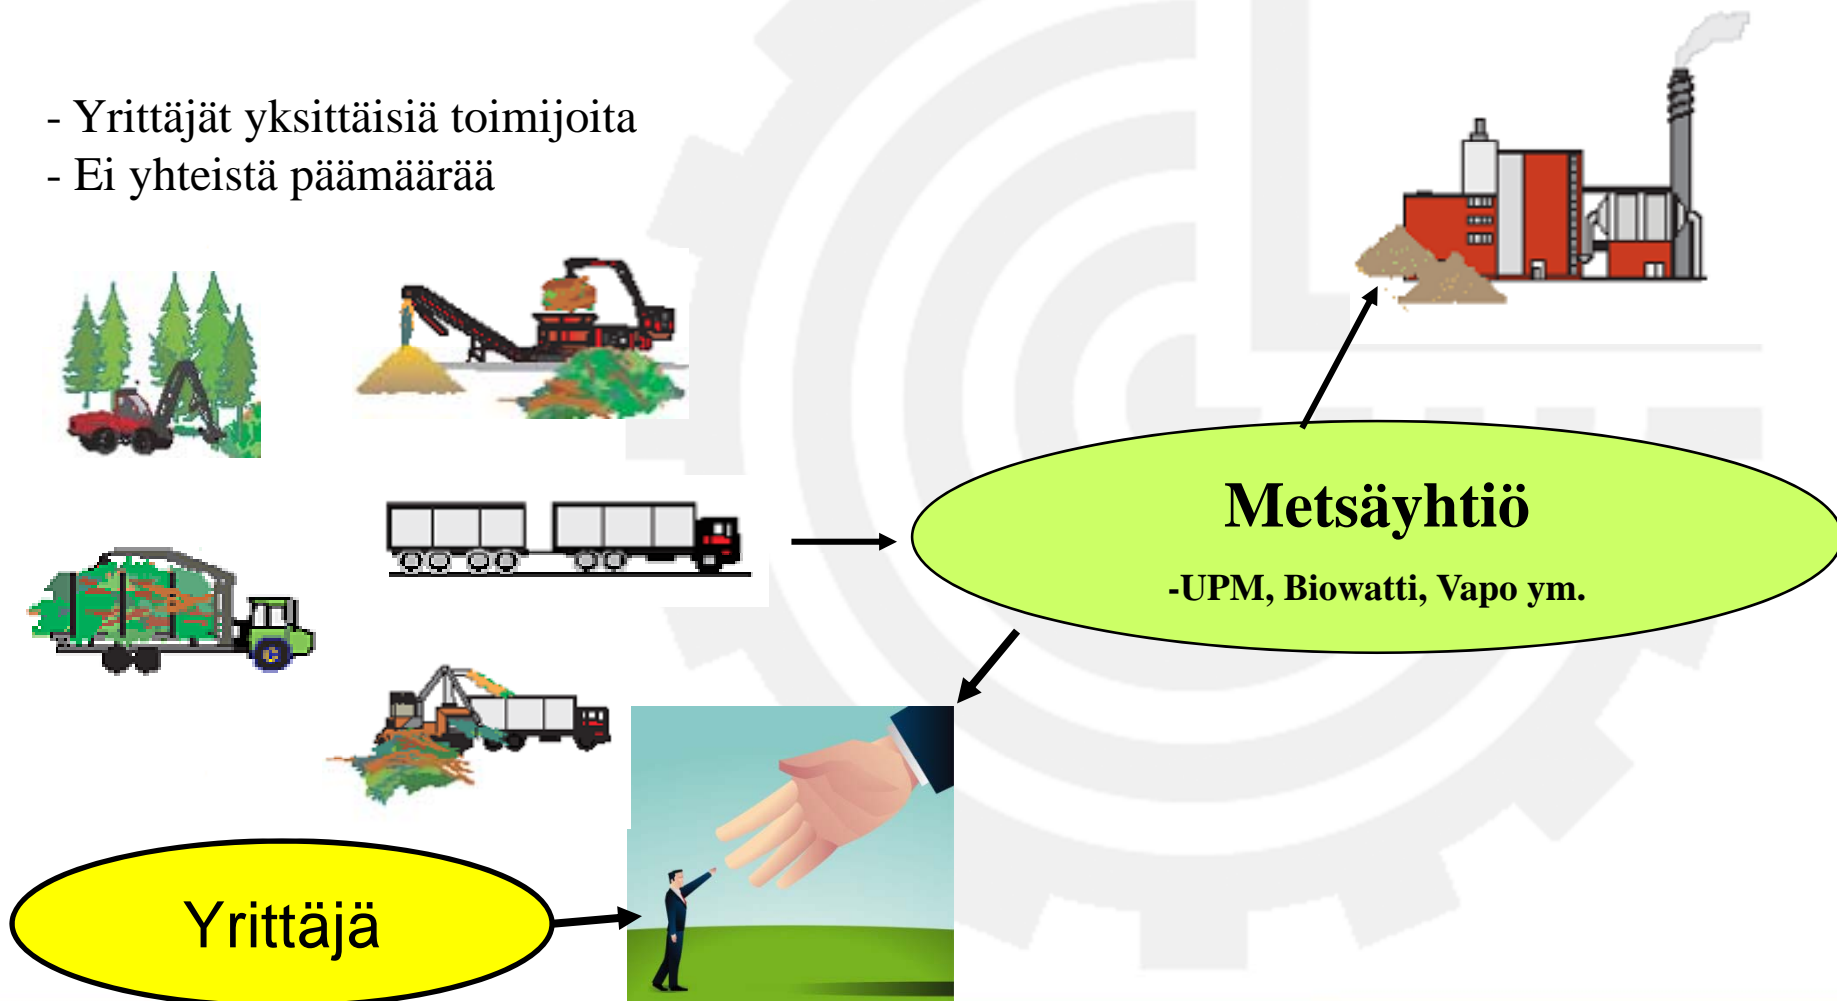 - Yrittäjät yksittäisiä toimijoita
- Ei yhteistä päämäärää
Metsäyhtiö
-UPM, Biowatti, Vapo ym.
Yrittäjä